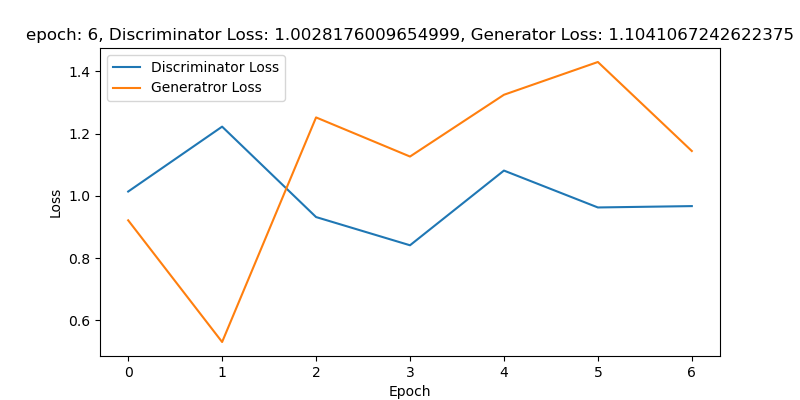 epoch: 6, Discriminator Loss: 1.0028176009654999, Generator Loss: 1.1041067242622375
Discriminator Loss
Generatror Loss
1.4
1.2
1.0
0.8
0.6
Loss
0 1 2 3 4 5 6
Epoch